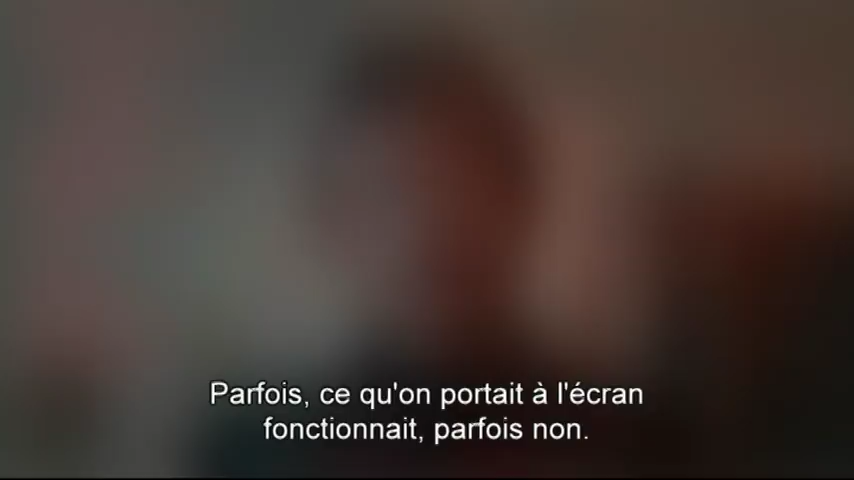 Parfois, ce qu'on portait à l'écran
fonctionnait, parfois non.